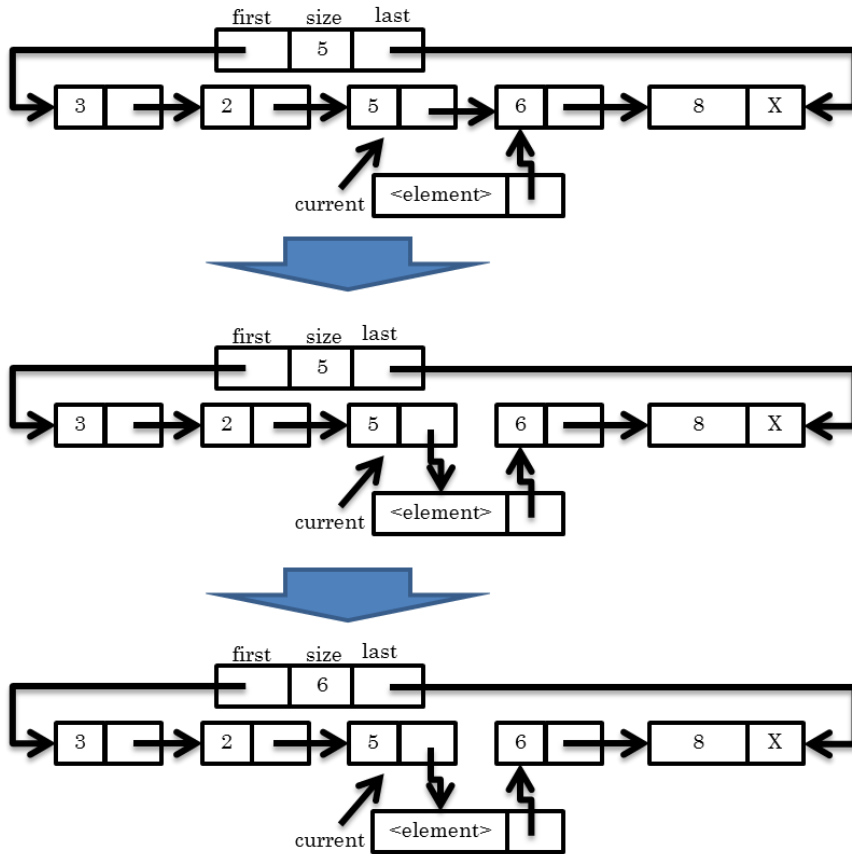 first size last
5
3 2 5 6 8 X
<element>
current
first size last
5
3 2 5 6 8 X
<element>
current
first size last
6
3 2 5 6 8 X
<element>
current